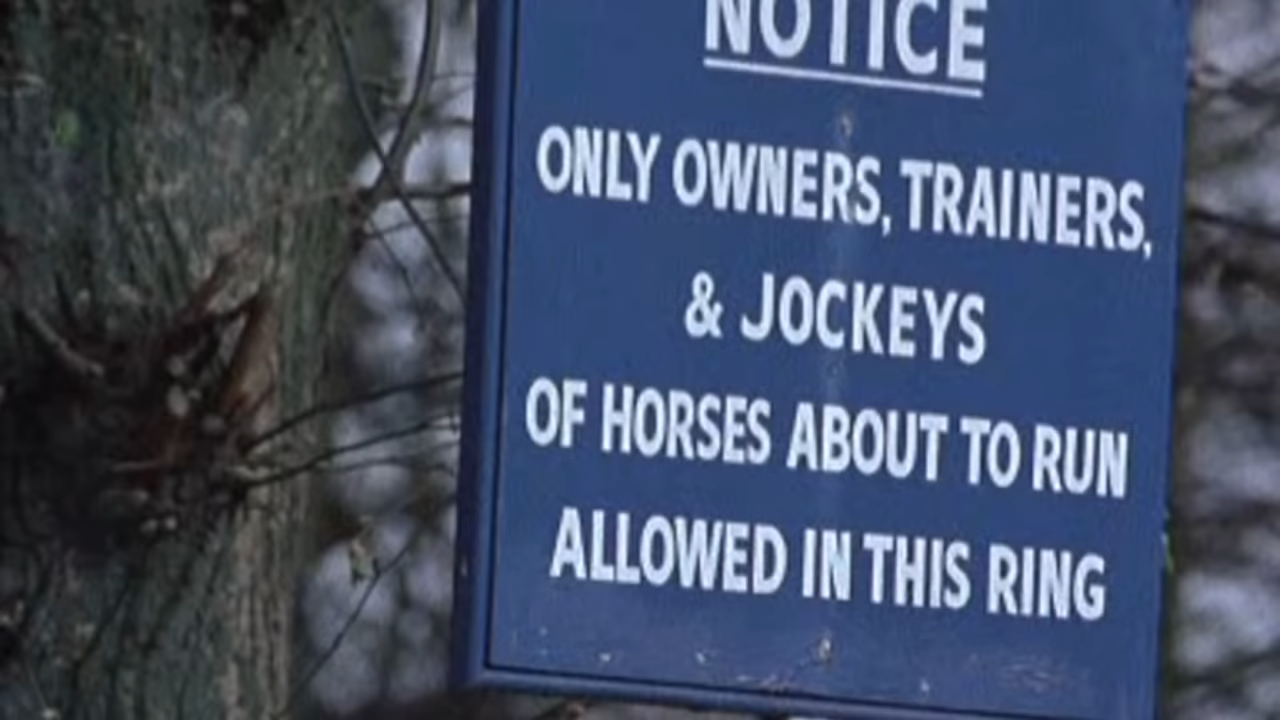 NOTICE
ONLY OWNERS, TRAINERS,
& JOCKEYS
OF HORSES ABOUT TO RUN
ALLOWED IN THIS RING